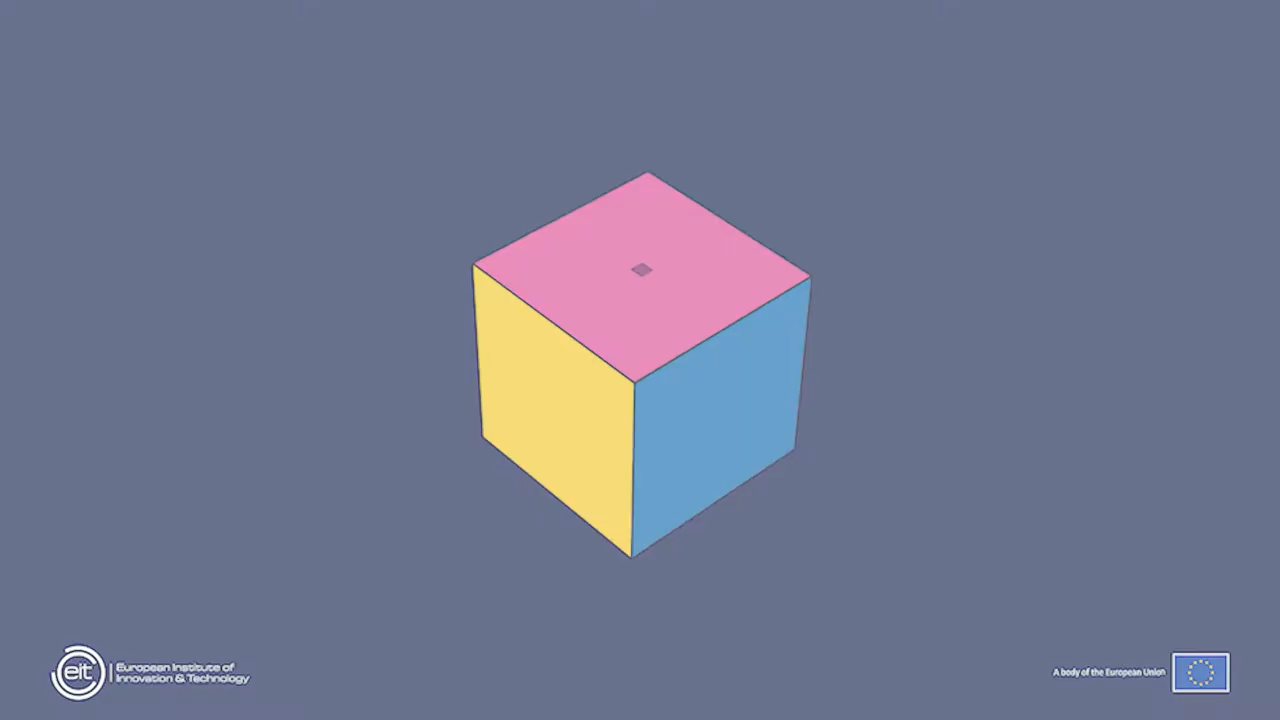 eit
European Institute of
Innovation & Technology
A body of the European Union